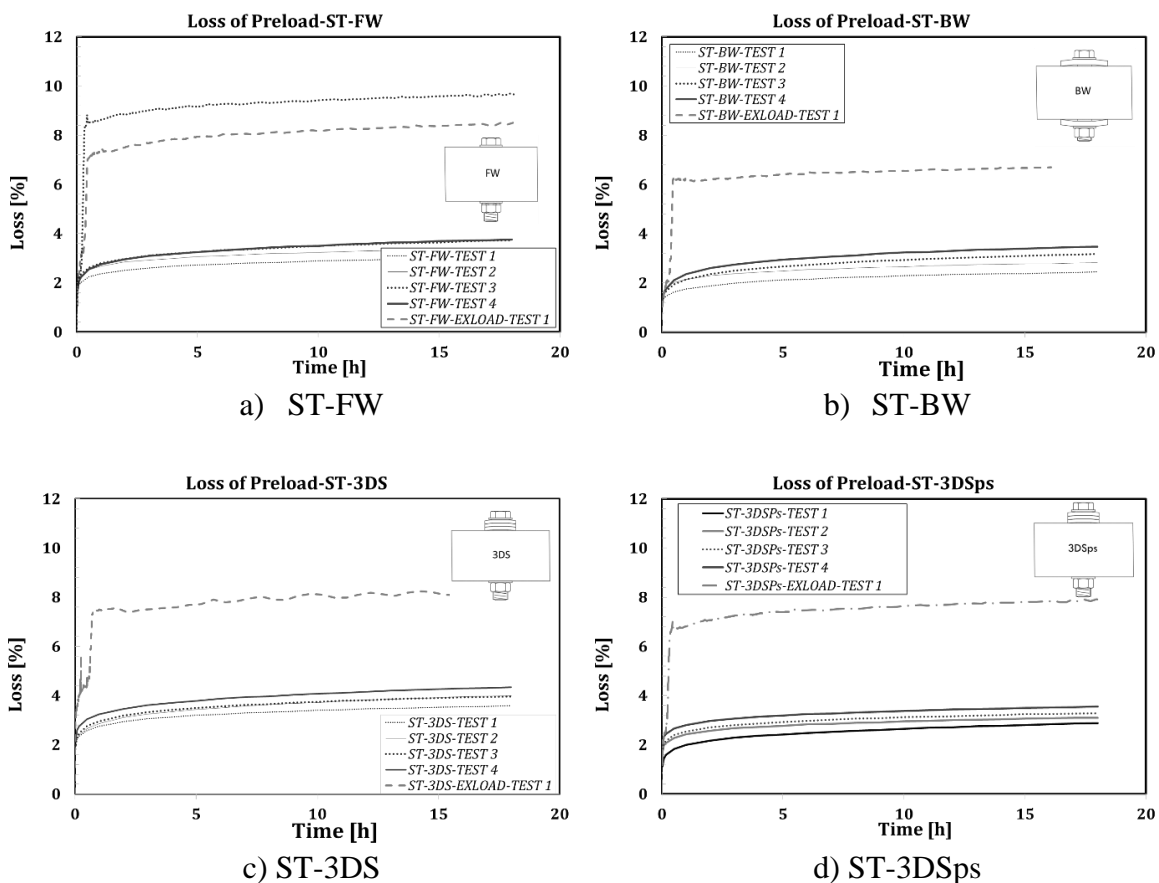 Loss of Preload-ST-FW
12
10
8
6
4
2
0
Loss [%]
FW
ST-FW-TEST 1
ST-FW-TEST 2
ST-FW-TEST 3
ST-FW-TEST 4
ST-FW-EXLOAD-TEST 1
0 5 10 15 20
Time [h]
a) ST-FW
Loss of Preload-ST-BW
12
10
8
6
4
2
0
Loss [%]
ST-BW-TEST 1
ST-BW-TEST 2
ST-BW-TEST 3
ST-BW-TEST 4
ST-BW-EXLOAD-TEST 1
BW
0 5 10 15 20
Time [h]
b) ST-BW
Loss of Preload-ST-3DS
12
10
8
6
4
2
0
Loss [%]
3DS
ST-3DS-TEST 1
ST-3DS-TEST 2
ST-3DS-TEST 3
ST-3DS-TEST 4
ST-3DS-EXLOAD-TEST 1
0 5 10 15 20
Time [h]
c) ST-3DS
Loss of Preload-ST-3DSps
12
10
8
6
4
2
0
Loss [%]
ST-3DSPs-TEST 1
ST-3DSPs-TEST 2
ST-3DSPs-TEST 3
ST-3DSPs-TEST 4
ST-3DSPs-EXLOAD-TEST 1
3DSps
0 5 10 15 20
Time [h]
d) ST-3DSps